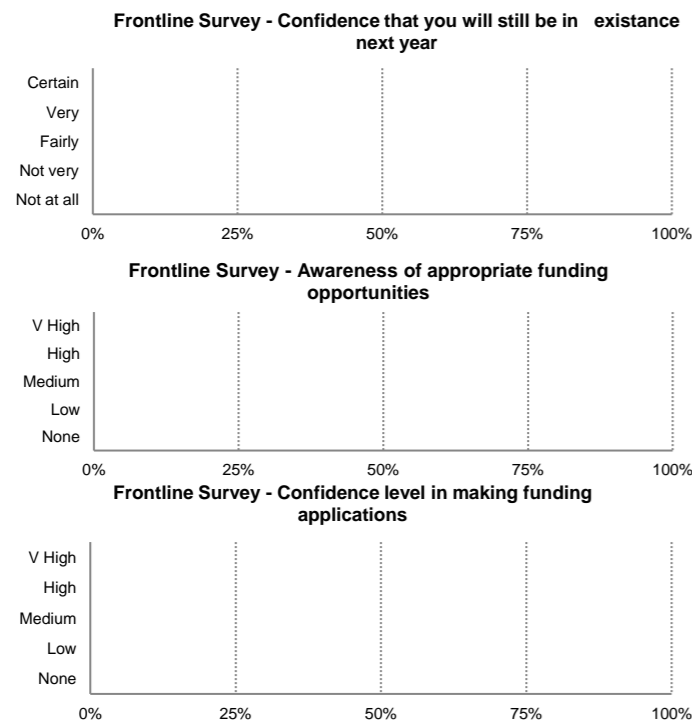 Frontline Survey - Confidence that you will still be in existance
next year
Certain
Very
Fairly
Not very
Not at all
0% 25% 50% 75% 100%
Frontline Survey - Awareness of appropriate funding
opportunities
V High
High
Medium
Low
None
0% 25% 50% 75% 100%
Frontline Survey - Confidence level in making funding
applications
V High
High
Medium
Low
None
0% 25% 50% 75% 100%